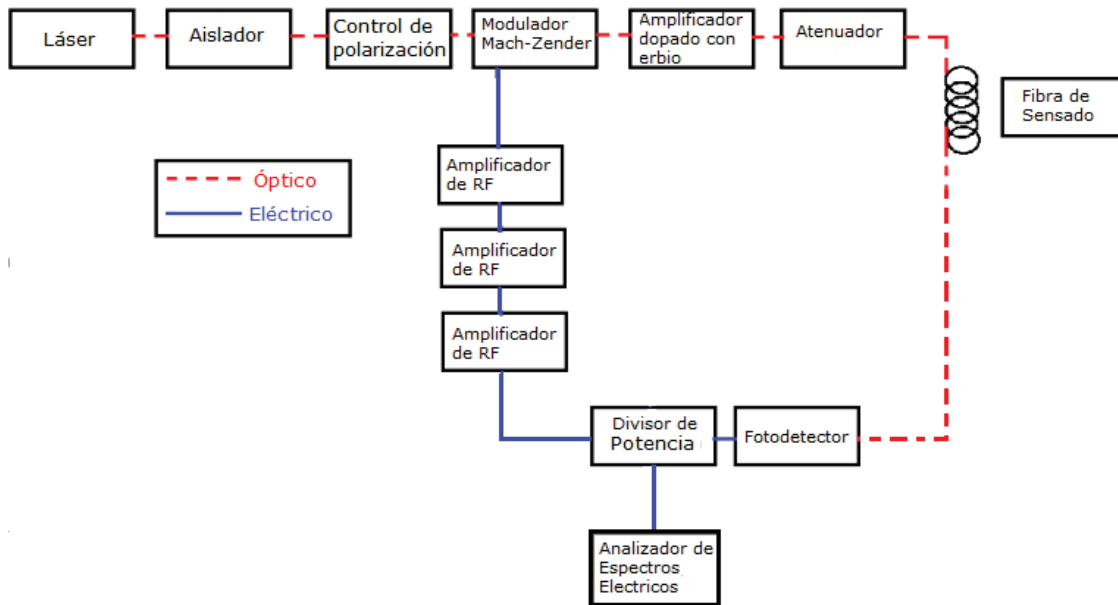 Láser
Aislador
Control de
polarización
Modulador
Mach-Zender
Amplificador
dopado con
erbio
Atenuador
Fibra de
Sensado
Óptico
Eléctrico
Amplificador
de RF
Amplificador
de RF
Amplificador
de RF
Divisor de
Potencia
Fotodetector
Analizador de
Espectros
Electricos